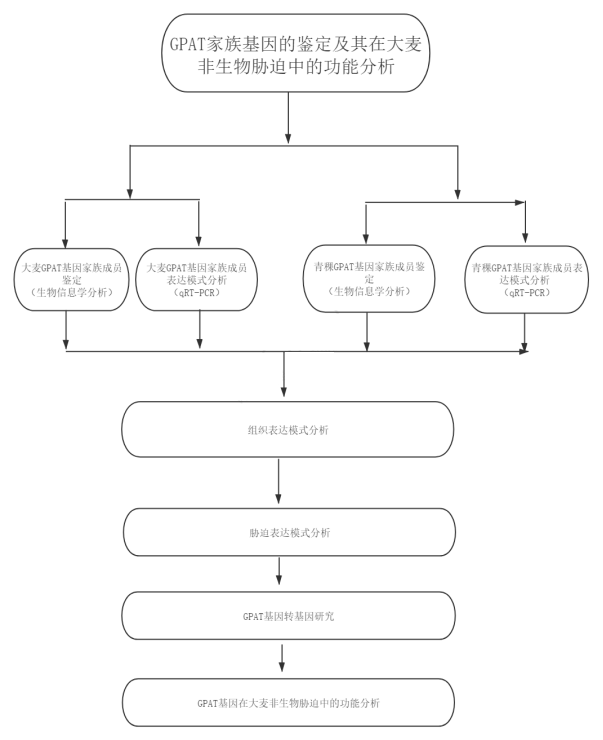 GPAT家族基因的鉴定及其在大麦
非生物胁迫中的功能分析
大麦GPAT基因家族成员
鉴定
（生物信息学分析）
大麦GPAT基因家族成员
表达模式分析
（qRT-PCR）
青稞GPAT基因家族成员鉴
定
（生物信息学分析）
青稞GPAT基因家族成员表
达模式分析
（qRT-PCR）
组织表达模式分析
胁迫表达模式分析
GPAT基因转基因研究
GPAT基因在大麦非生物胁迫中的功能分析